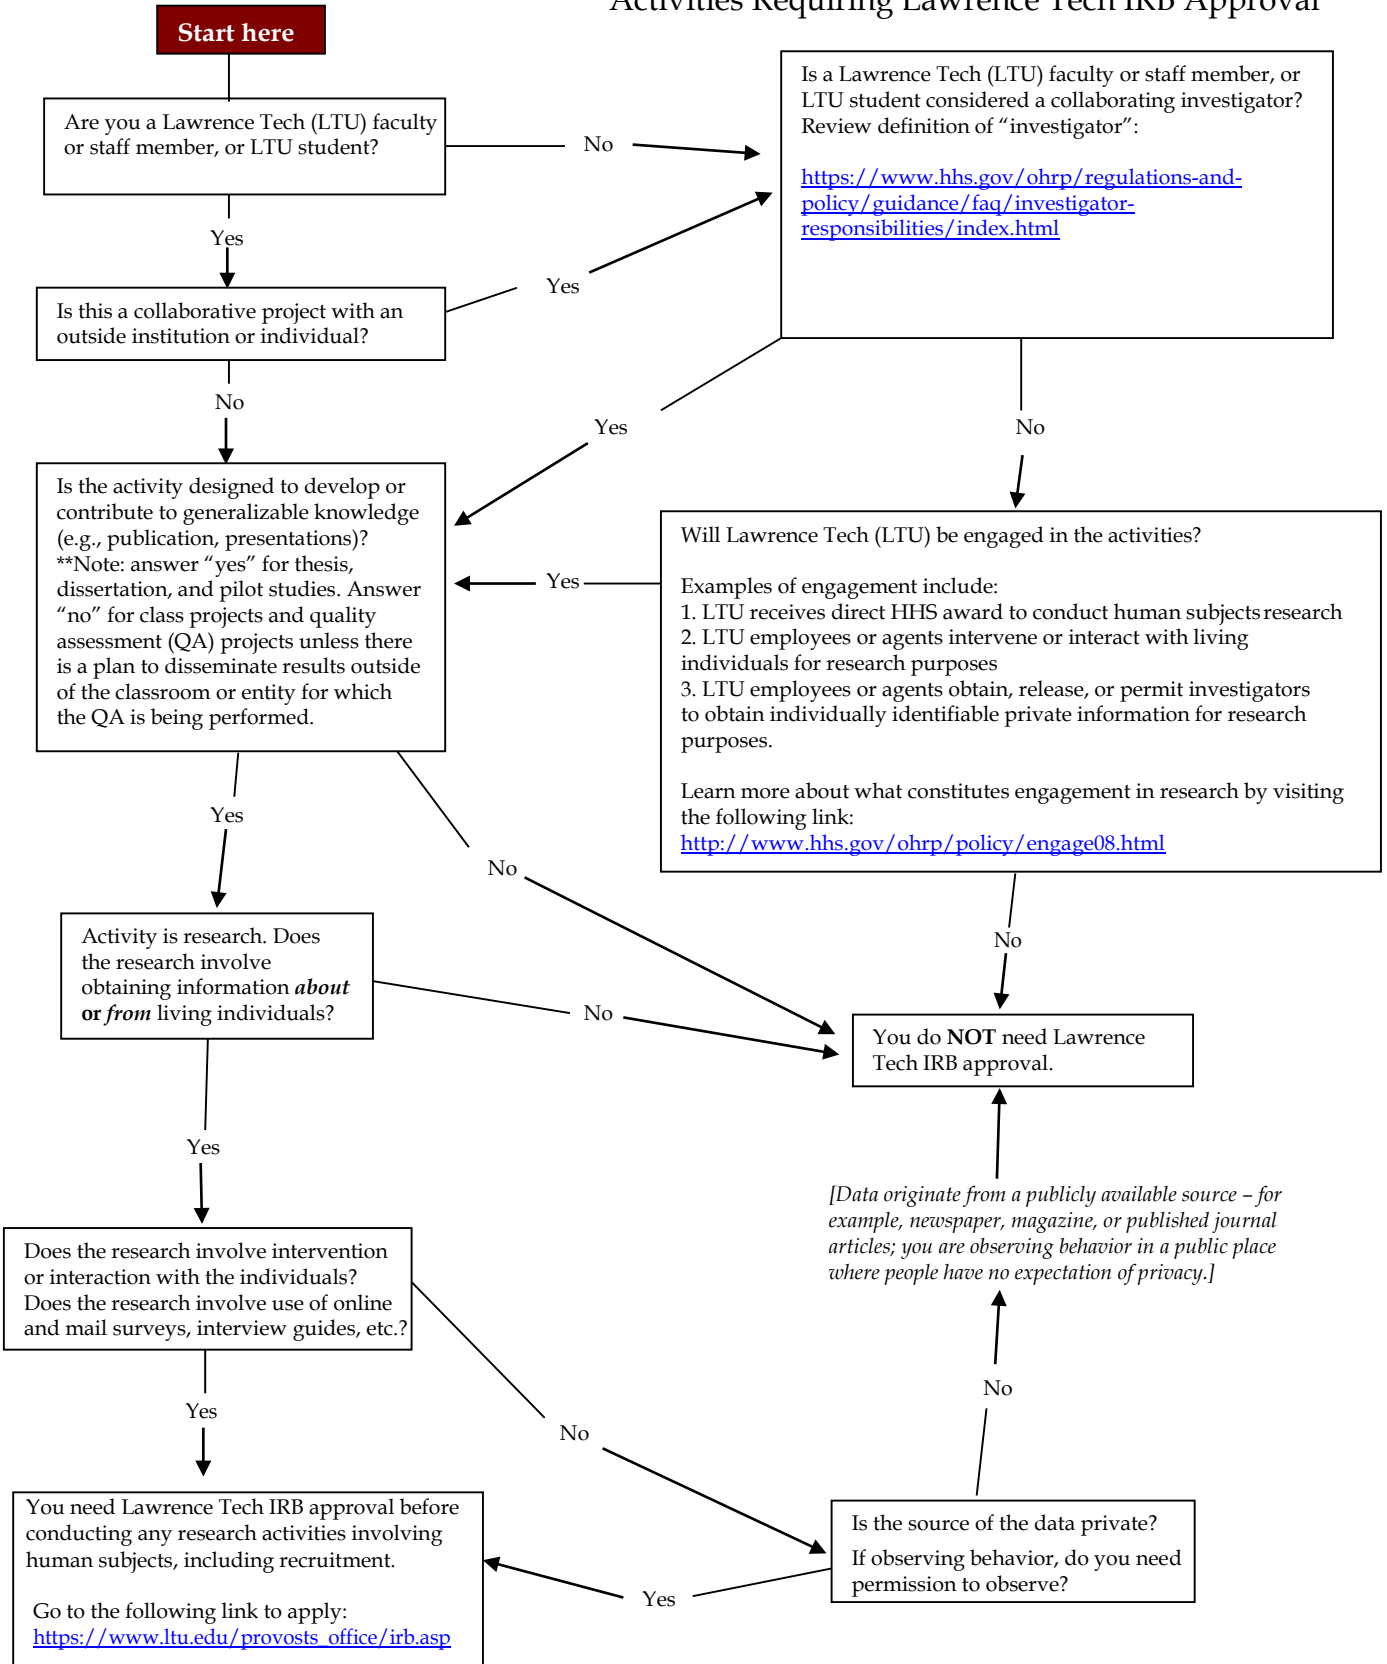 Activities Requiring Lawrence Tech IRB Approval
Start here
Are you a Lawrence Tech (LTU) faculty
or staff member, or LTU student?
No
Is a Lawrence Tech (LTU) faculty or staff member, or
LTU student considered a collaborating investigator?
Review definition of “investigator”:
https://www.hhs.gov/ohrp/regulations-and-
policy/guidance/faq/investigator-
responsibilities/index.html
Yes
Is this a collaborative project with an
outside institution or individual?
Yes
No
Yes
No
Is the activity designed to develop or
contribute to generalizable knowledge
(e.g., publication, presentations)?
**Note: answer “yes” for thesis,
dissertation, and pilot studies. Answer
“no” for class projects and quality
assessment (QA) projects unless there
is a plan to disseminate results outside
of the classroom or entity for which
the QA is being performed.
Yes
Will Lawrence Tech (LTU) be engaged in the activities?
Examples of engagement include:
1. LTU receives direct HHS award to conduct human subjects research
2. LTU employees or agents intervene or interact with living
individuals for research purposes
3. LTU employees or agents obtain, release, or permit investigators
to obtain individually identifiable private information for research
purposes.
Learn more about what constitutes engagement in research by visiting
the following link:
http://www.hhs.gov/ohrp/policy/engage08.html
Yes
No
No
Activity is research. Does
the research involve
obtaining information about
or from living individuals?
No
You do NOT need Lawrence
Tech IRB approval.
Yes
[Data originate from a publicly available source – for
example, newspaper, magazine, or published journal
articles; you are observing behavior in a public place
where people have no expectation of privacy.]
Does the research involve intervention
or interaction with the individuals?
Does the research involve use of online
and mail surveys, interview guides, etc.?
No
Yes
No
You need Lawrence Tech IRB approval before
conducting any research activities involving
human subjects, including recruitment.
Go to the following link to apply:
https://www.ltu.edu/provosts_office/irb.asp
Yes
Is the source of the data private?
If observing behavior, do you need
permission to observe?